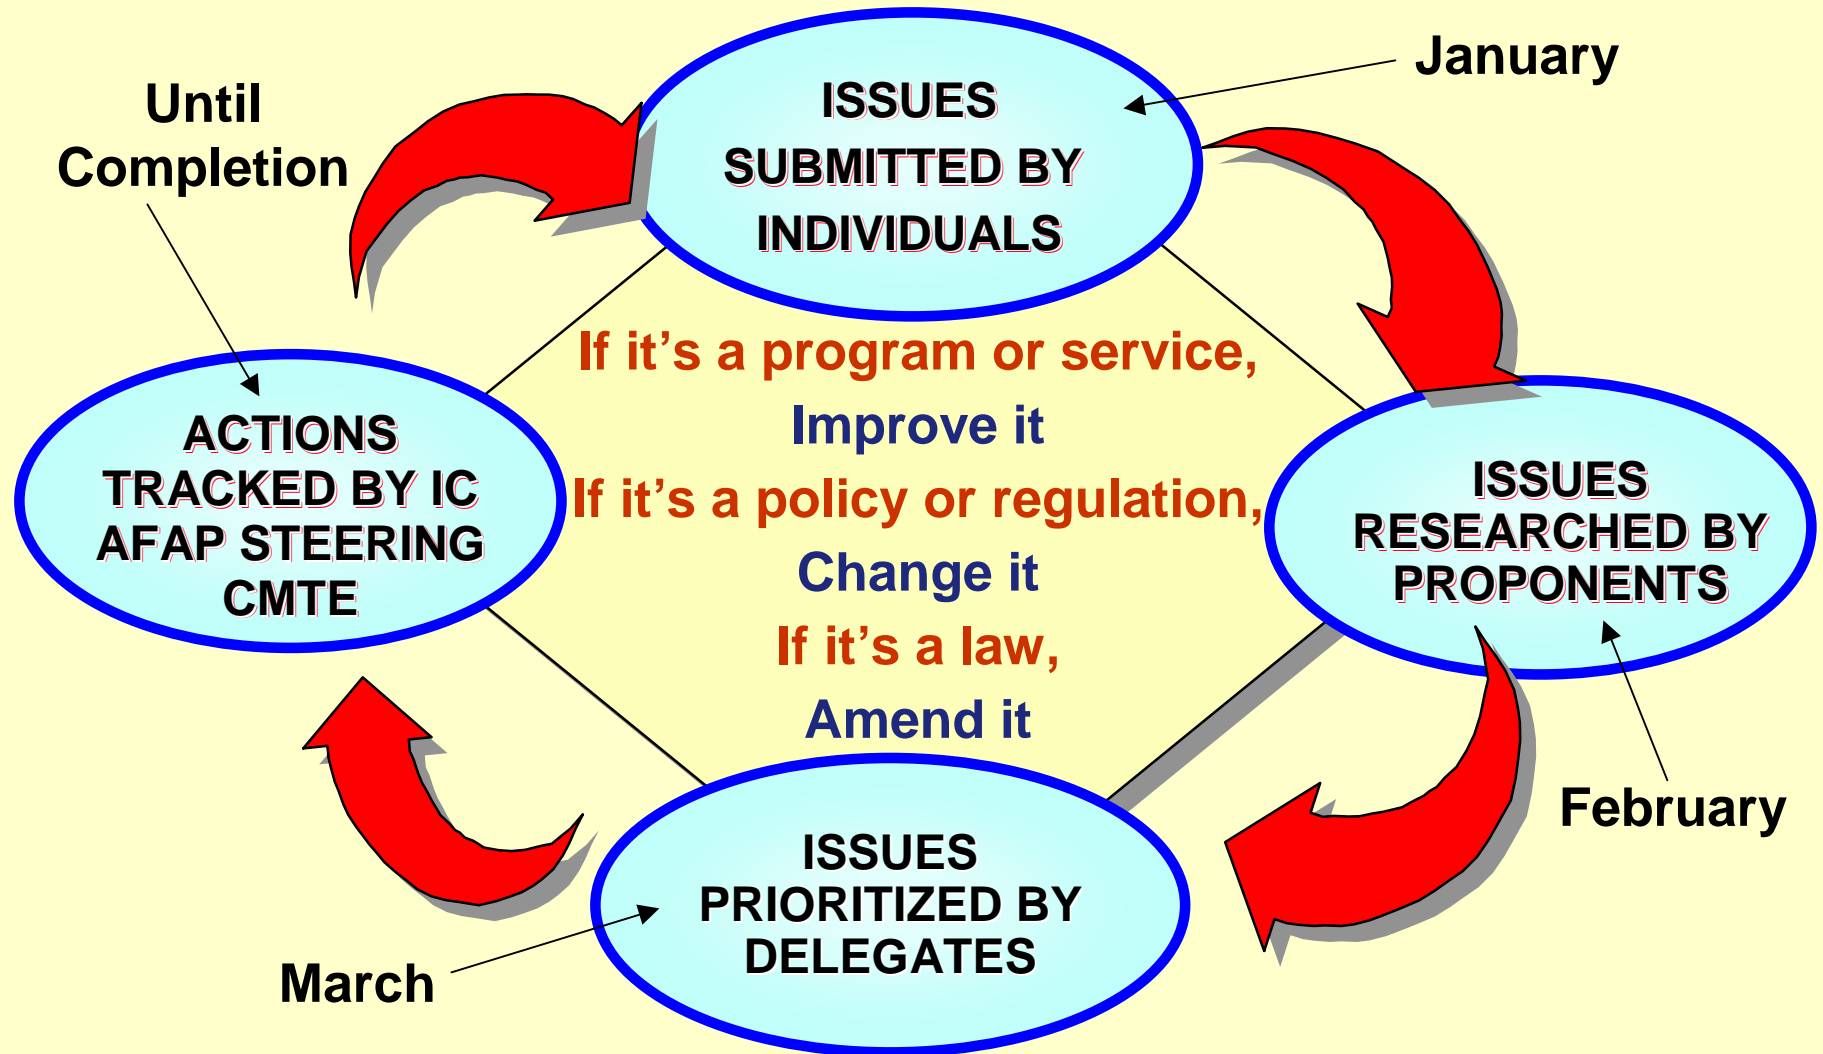 January
ISSUES
SUBMITTED BY
INDIVIDUALS
Until
Completion
If it’s a program or service,
Improve it
If it’s a policy or regulation,
Change it
If it’s a law,
Amend it
ACTIONS
TRACKED BY IC
AFAP STEERING
CMTE
ISSUES
RESEARCHED BY
PROPONENTS
February
ISSUES
PRIORITIZED BY
DELEGATES
March